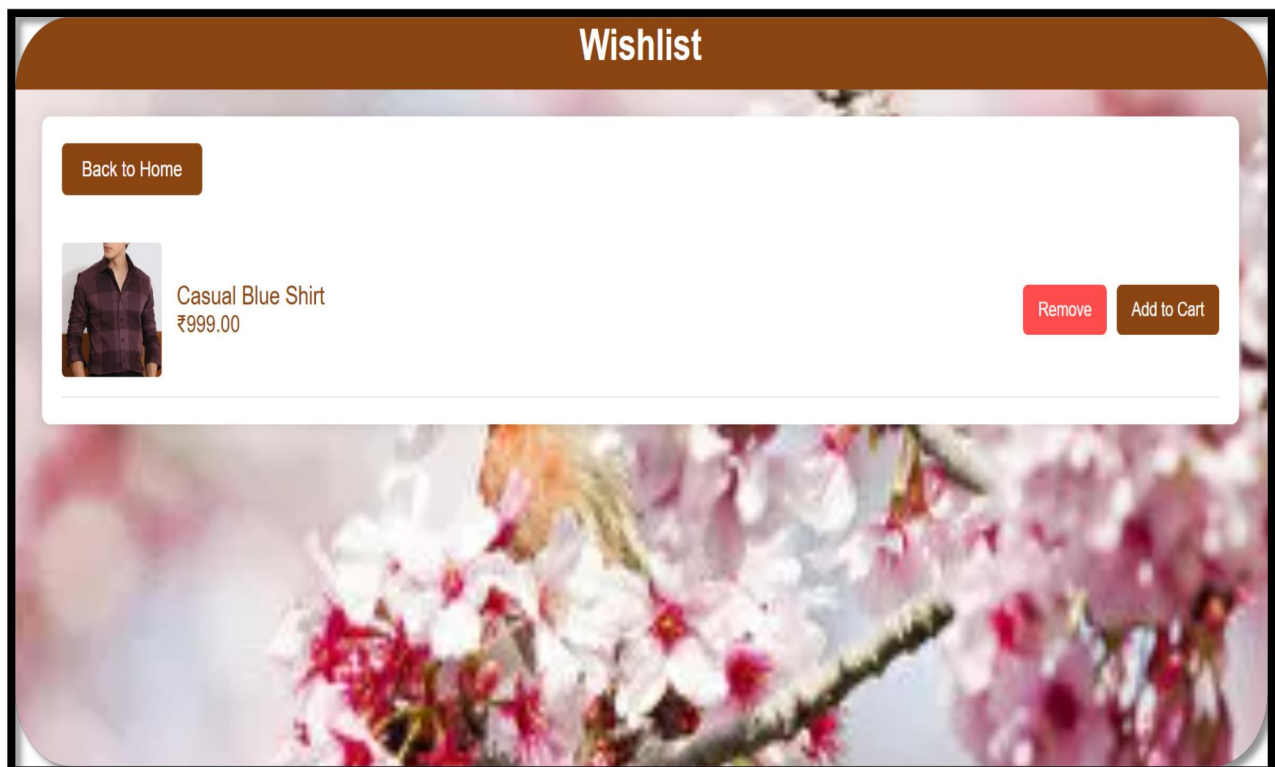 Wishlist
Back to Home
Casual Blue Shirt
₹999.00
Remove
Add to Cart